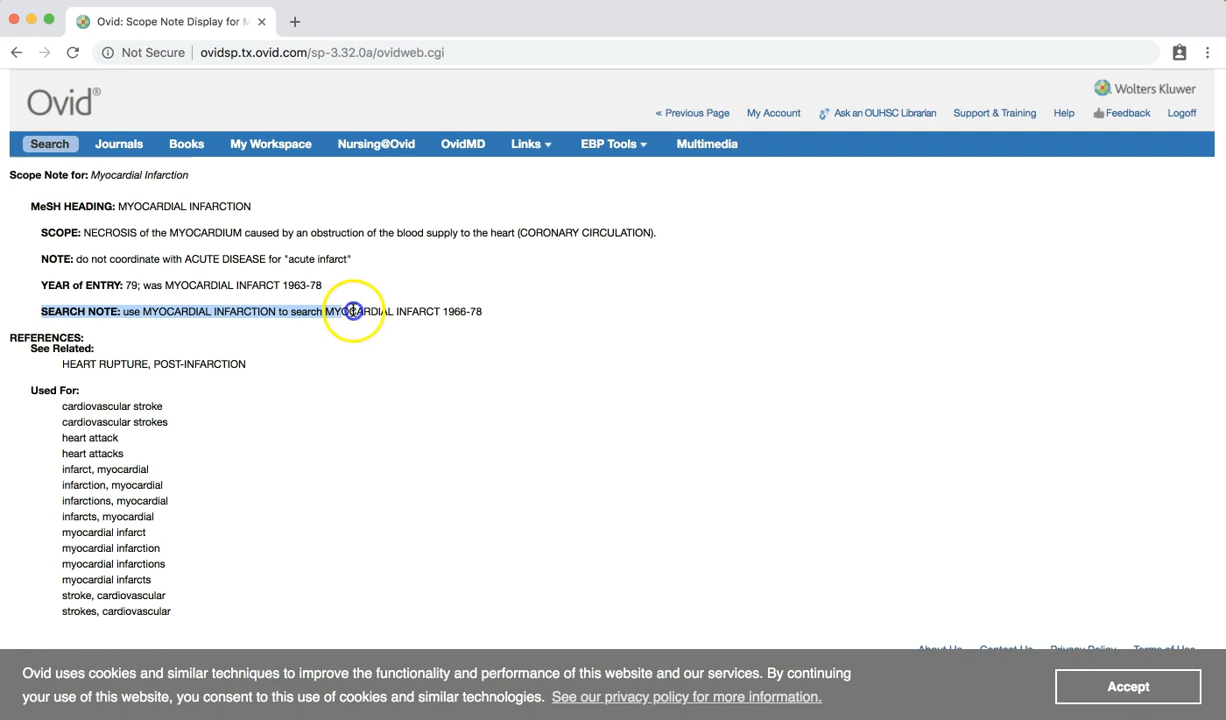 Ovid: Scope Note Display for M
Not Secure ovidsp.tx.ovid.com/sp-3.32.0a/ovidweb.cgi
Ovid®
Wolters Kluwer
« Previous Page My Account Ask an OUHSC Librarian Support & Training Help Feedback Logoff
Search Journals Books My Workspace Nursing@Ovid OvidMD Links EBP Tools Multimedia
Scope Note for: Myocardial Infarction
MeSH HEADING: MYOCARDIAL INFARCTION
SCOPE: NECROSIS of the MYOCARDIUM caused by an obstruction of the blood supply to the heart (CORONARY CIRCULATION).
NOTE: do not coordinate with ACUTE DISEASE for "acute infarct"
YEAR of ENTRY: 79; was MYOCARDIAL INFARCT 1963-78
SEARCH NOTE: use MYOCARDIAL INFARCTION to search MYOCARDIAL INFARCT 1966-78
REFERENCES:
See Related:
HEART RUPTURE, POST-INFARCTION
Used For:
cardiovascular stroke
cardiovascular strokes
heart attack
heart attacks
infarct, myocardial
infarction, myocardial
infarctions, myocardial
infarcts, myocardial
myocardial infarct
myocardial infarction
myocardial infarctions
myocardial infarcts
stroke, cardiovascular
strokes, cardiovascular
About Us Contact Us Privacy Policy Terms of Use
Ovid uses cookies and similar techniques to improve the functionality and performance of this website and our services. By continuing
your use of this website, you consent to this use of cookies and similar technologies. See our privacy policy for more information.
Accept